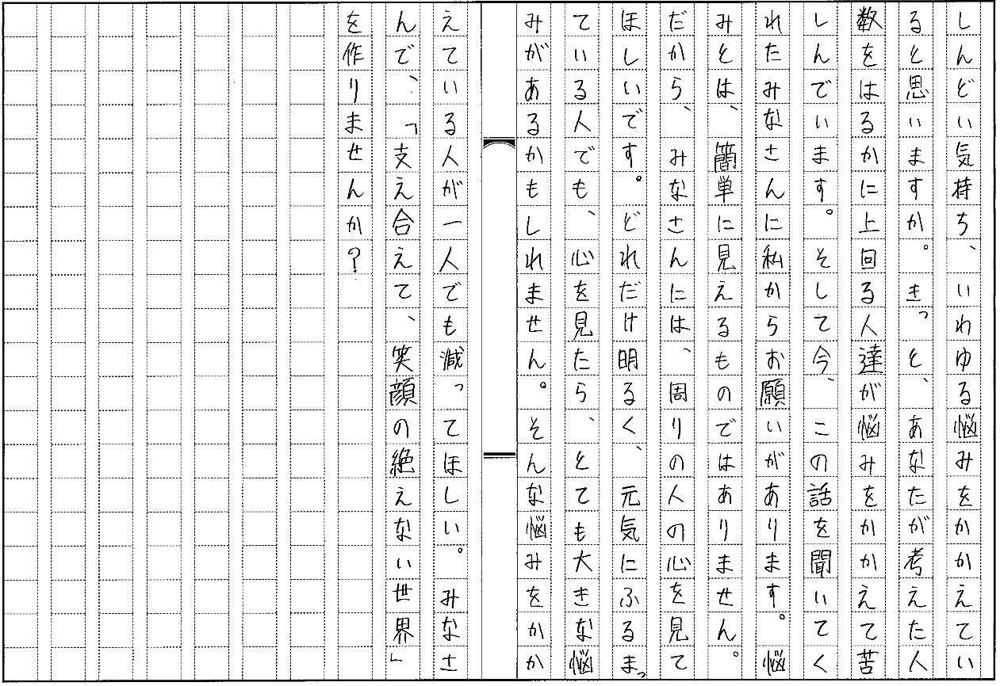 しんどい気持ち、いわゆる悩みをかかえてい
ると思いますか。きっと、あなたが考えた人
数をはるかに上回る人達が悩みをかかえて苦
しんでいます。そして今、この話を聞いてく
れたみなさんに私からお願いがあります。悩
みとは、簡単に見えるものではありません。
だから、みなさんには、周りの人の心を見て
ほしいです。どれだけ明るく、元気にふるまっ
ている人でも、心を見たら、とても大きな悩
みがあるかもしれません。そんな悩みをかか
えている人が一人でも減ってほしい。みなさ
んで、「支え合えて、笑顔の絶えない世界」
を作りませんか?